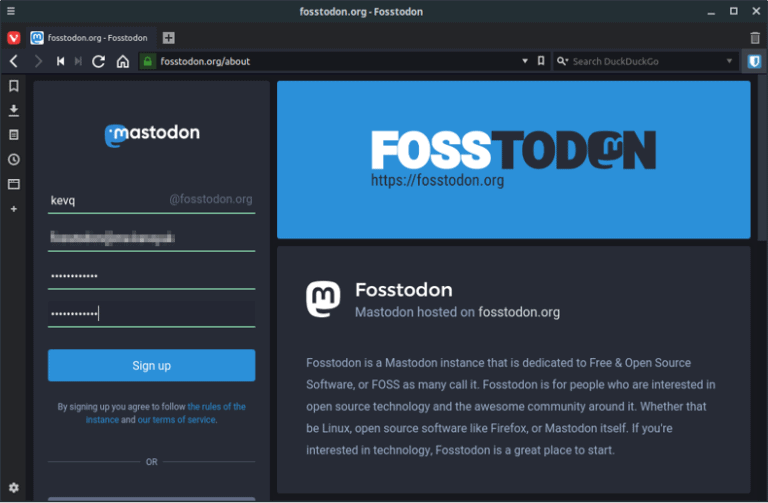 fosstodon.org - Fosstodon
fosstodon.org - Fosstodon
fosstodon.org/about
Search DuckDuckGo
mastodon
kevq
@fosstodon.org
Sign up
By signing up you agree to follow the rules of the
instance and our terms of service.
OR
FOSSTODON
https://fosstodon.org
Fosstodon
Mastodon hosted on fosstodon.org
Fosstodon is a Mastodon instance that is dedicated to Free & Open Source
Software, or FOSS as many call it. Fosstodon is for people who are interested in
open source technology and the awesome community around it. Whether that
be Linux, open source software like Firefox, or Mastodon itself. If you're
interested in technology, Fosstodon is a great place to start.